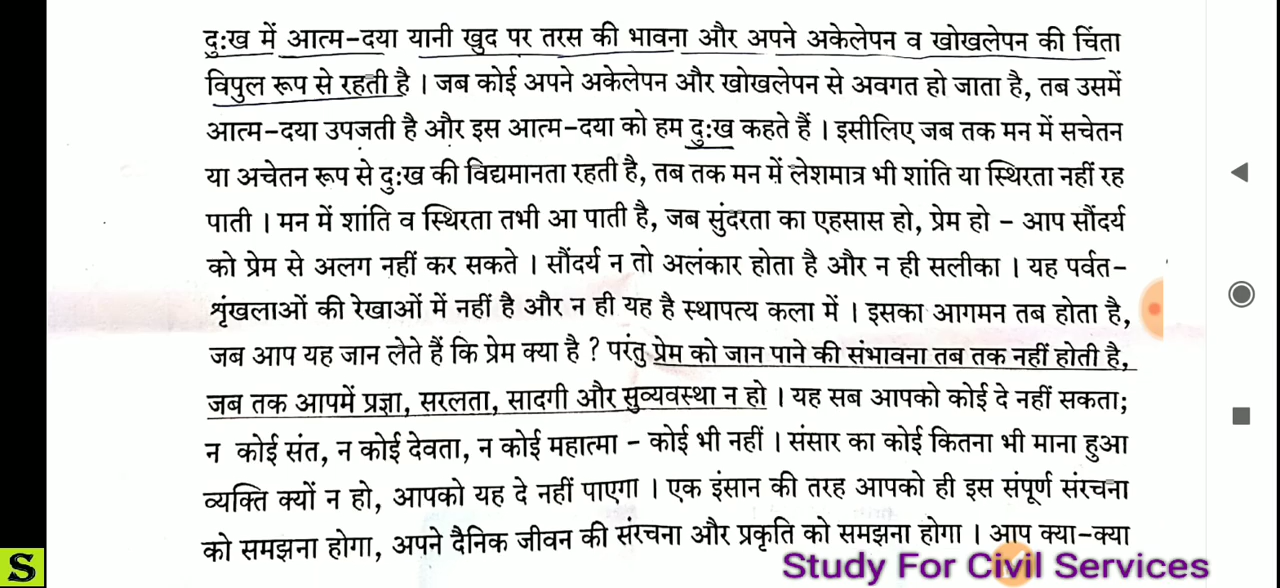 दुःख में आत्म-दया यानी खुद पर तरस की भावना और अपने अकेलेपन व खोखलेपन की चिंता
विपुल रूप से रहती है । जब कोई अपने अकेलेपन और खोखलेपन से अवगत हो जाता है, तब उसमें
आत्म-दया उपजती है और इस आत्म-दया को हम दुःख कहते हैं । इसीलिए जब तक मन में सचेतन
या अचेतन रूप से दुःख की विद्यमानता रहती है, तब तक मन में लेशमात्र भी शांति या स्थिरता नहीं रह
पाती । मन में शांति व स्थिरता तभी आ पाती है, जब सुंदरता का एहसास हो, प्रेम हो - आप सौंदर्य
को प्रेम से अलग नहीं कर सकते । सौंदर्य न तो अलंकार होता है और न ही सलीका । यह पर्वत-
शृंखलाओं की रेखाओं में नहीं है और न ही यह है स्थापत्य कला में । इसका आगमन तब होता है,
जब आप यह जान लेते हैं कि प्रेम क्या है ? परंतु प्रेम को जान पाने की संभावना तब तक नहीं होती है,
जब तक आपमें प्रज्ञा, सरलता, सादगी और सुव्यवस्था न हो । यह सब आपको कोई दे नहीं सकता;
न कोई संत, न कोई देवता, न कोई महात्मा - कोई भी नहीं । संसार का कोई कितना भी माना हुआ
व्यक्ति क्यों न हो, आपको यह दे नहीं पाएगा । एक इंसान की तरह आपको ही इस संपूर्ण संरचना
को समझना होगा, अपने दैनिक जीवन की संरचना और प्रकृति को समझना होगा । आप क्या-क्या
S
Study For Civil Services